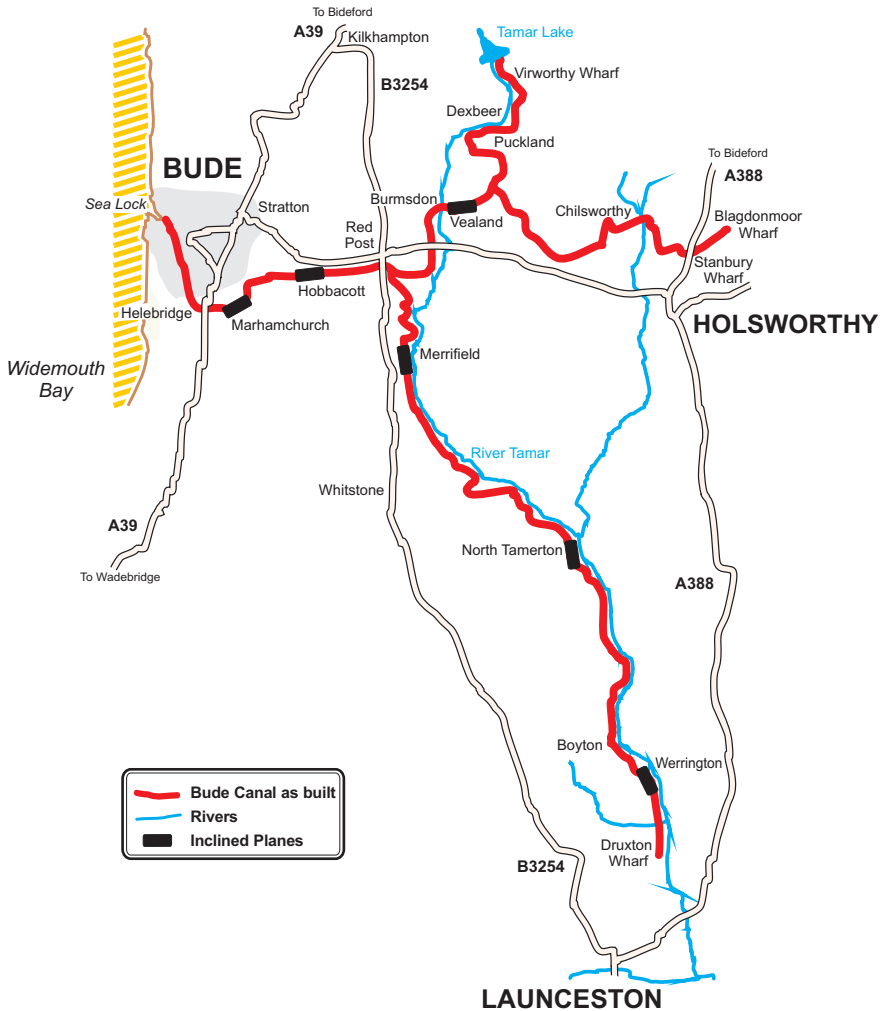 To Bideford
A39
Kilkhampton
Tamar Lake
Virworthy Wharf
B3254
Dexbeer
Puckland
BUDE
To Bideford
A388
Sea Lock
Stratton
Burmsdon
Vealand
Chilsworthy
Blagdonmoor
Wharf
Red
Post
Stanbury
Wharf
Hobbacott
Helebridge
Marhamchurch
HOLSWORTHY
Merrifield
Widemouth
Bay
River Tamar
Whitstone
A39
North Tamerton
To Wadebridge
A388
Boyton
Werrington
Bude Canal as built
Rivers
Inclined Planes
Druxton
Wharf
B3254
LAUNCESTON